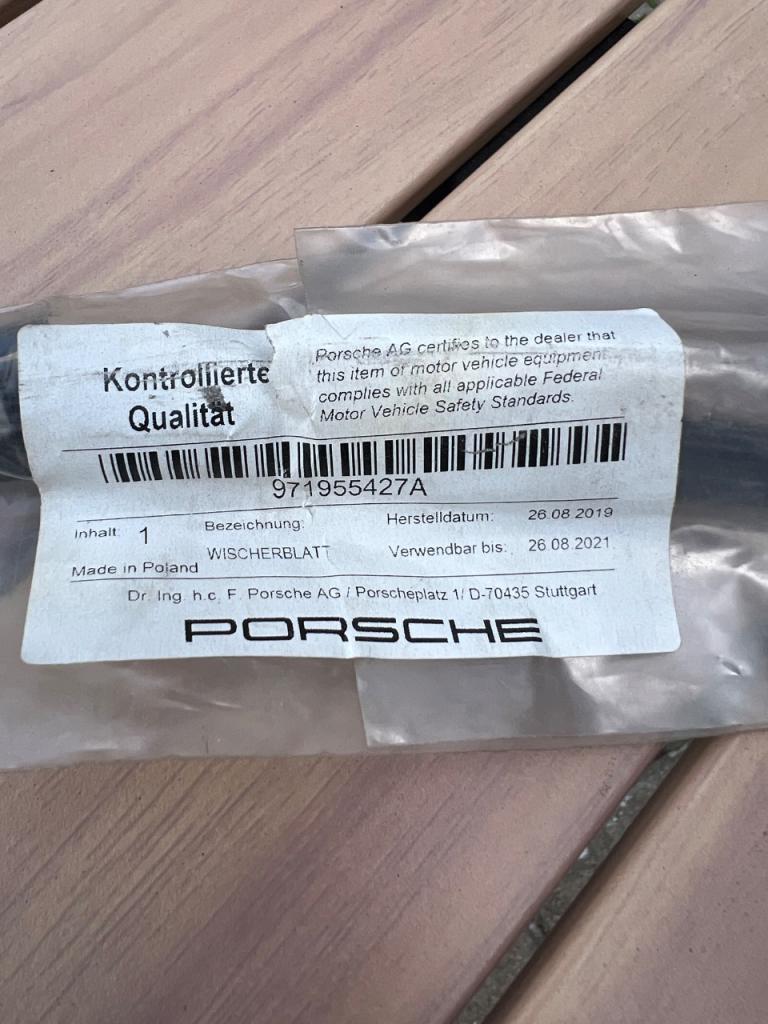 Kontrollierte
Qualität
Porsche AG certifies to the dealer that
this item of motor vehicle equipment
complies with all applicable Federal
Motor Vehicle Safety Standards.
971955427A
Inhalt: 1
Bezeichnung:
Herstelldatum: 26.08.2019
WISCHERBLATT
Verwendbar bis: 26.08.2021
Made in Poland
Dr. Ing. h.c. F. Porsche AG / Porscheplatz 1/ D-70435 Stuttgart
PORSCHE